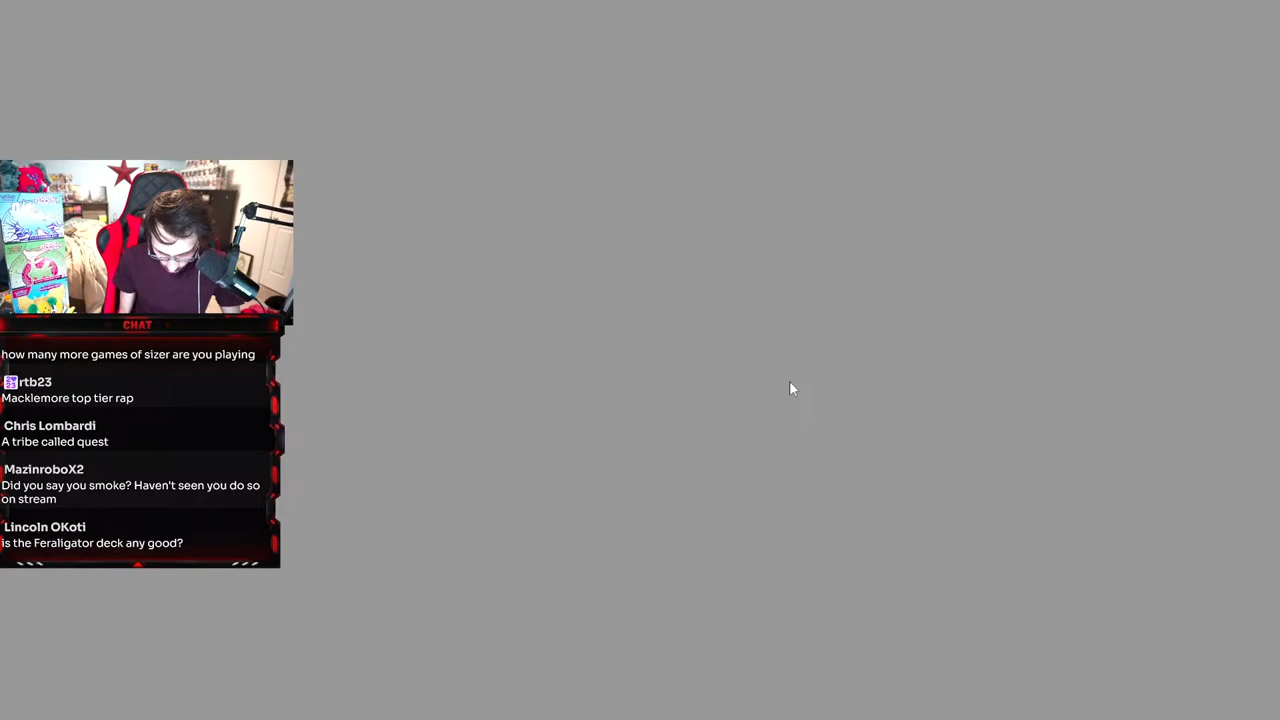 CHAT
how many more games of sizer are you playing
rtb23
Macklemore top tier rap
Chris Lombardi
A tribe called quest
MazinroboX2
Did you say you smoke? Haven't seen you do so
on stream
Lincoln OKoti
is the Feraligator deck any good?